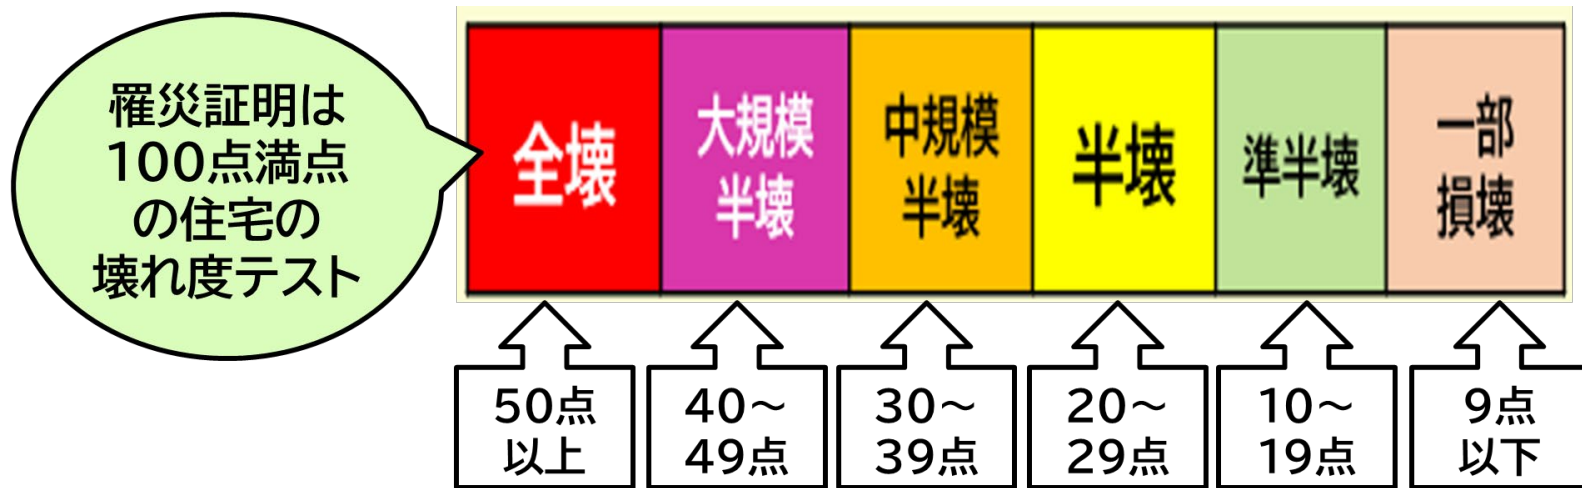 罹災証明は
100点満点
の住宅の
壊れ度テスト
全壊
大規模
半壊
中規模
半壊
半壊
準半壊
一部
損壊
50点
以上
40～
49点
30～
39点
20～
29点
10～
19点
9点
以下